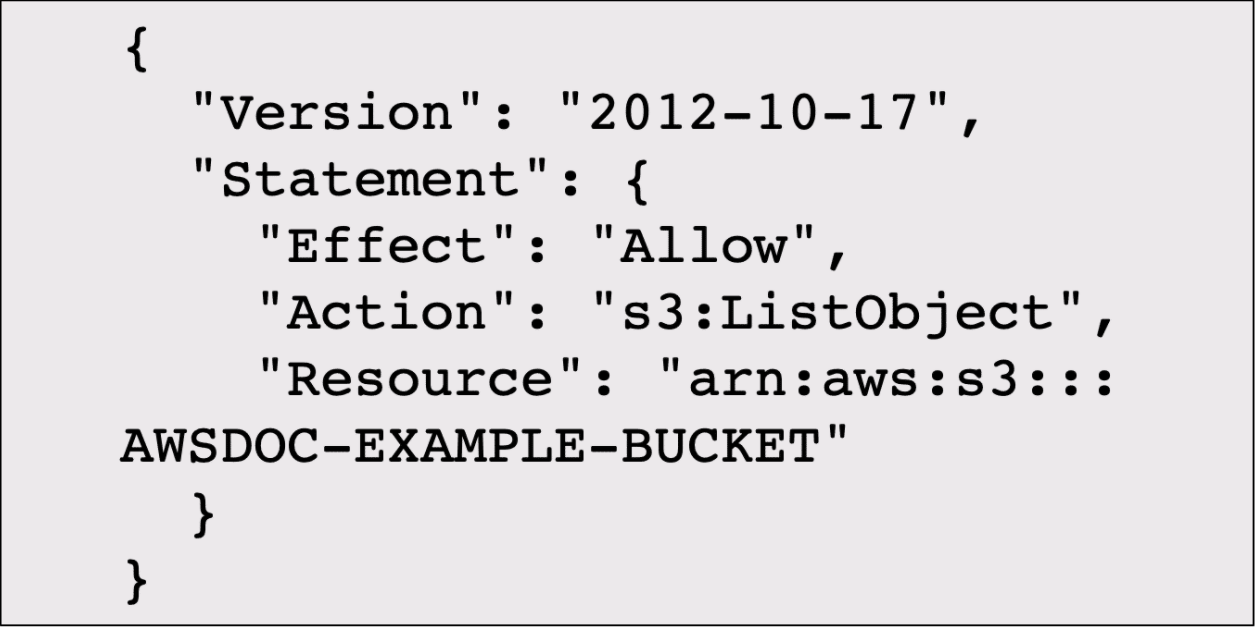 {
"Version": "2012-10-17",
"Statement": {
"Effect": "Allow",
"Action": "s3:ListObject",
"Resource": "arn:aws:s3:::
AWSDOC-EXAMPLE-BUCKET"
}
}